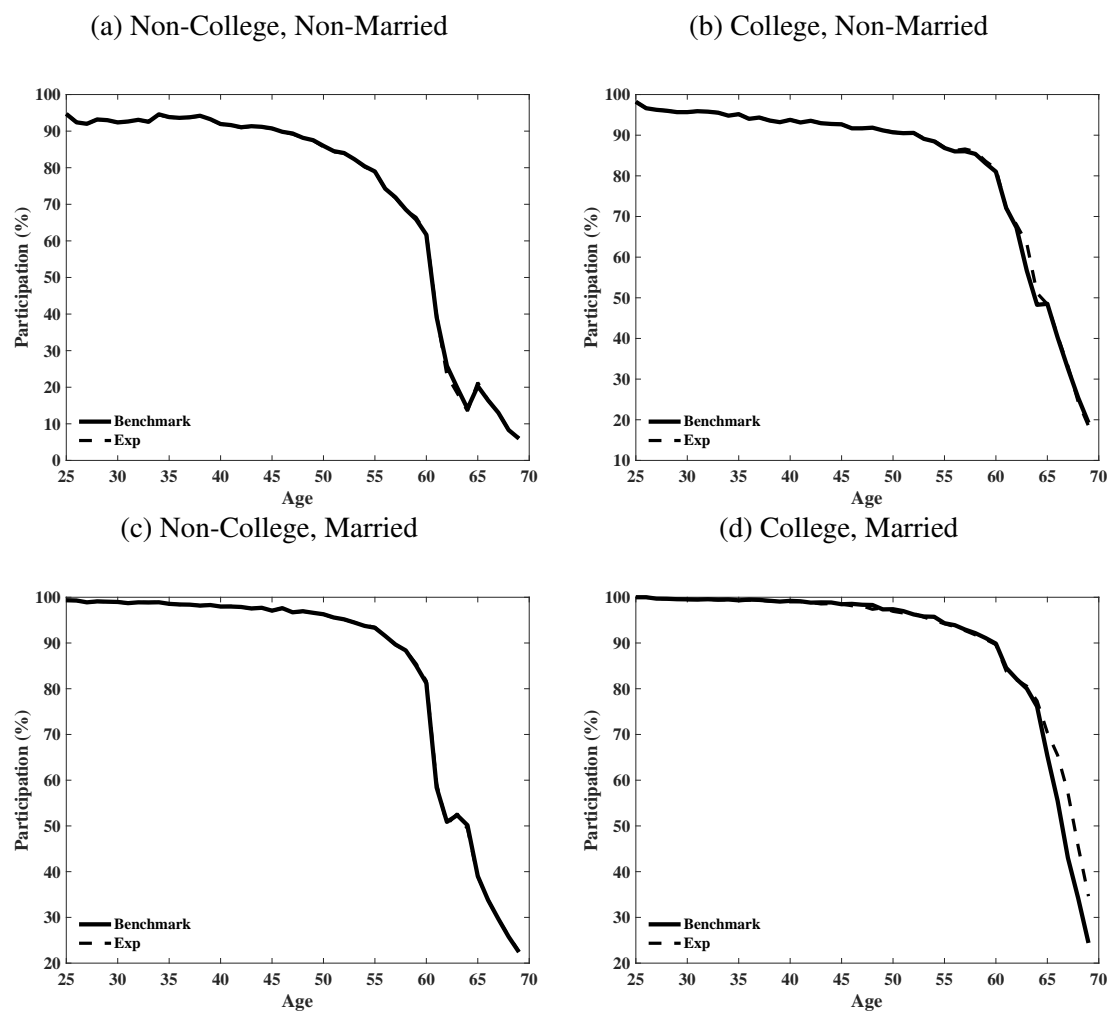 (a) Non-College, Non-Married
100
90
80
70
60
50
40
30
20
10
0
Participation (%)
Benchmark
Exp
25 30 35 40 45 50 55 60 65 70
Age
(b) College, Non-Married
100
90
80
70
60
50
40
30
20
10
Participation (%)
Benchmark
Exp
25 30 35 40 45 50 55 60 65 70
Age
(c) Non-College, Married
100
90
80
70
60
50
40
30
20
Participation (%)
Benchmark
Exp
25 30 35 40 45 50 55 60 65 70
Age
(d) College, Married
100
90
80
70
60
50
40
30
20
Participation (%)
Benchmark
Exp
25 30 35 40 45 50 55 60 65 70
Age